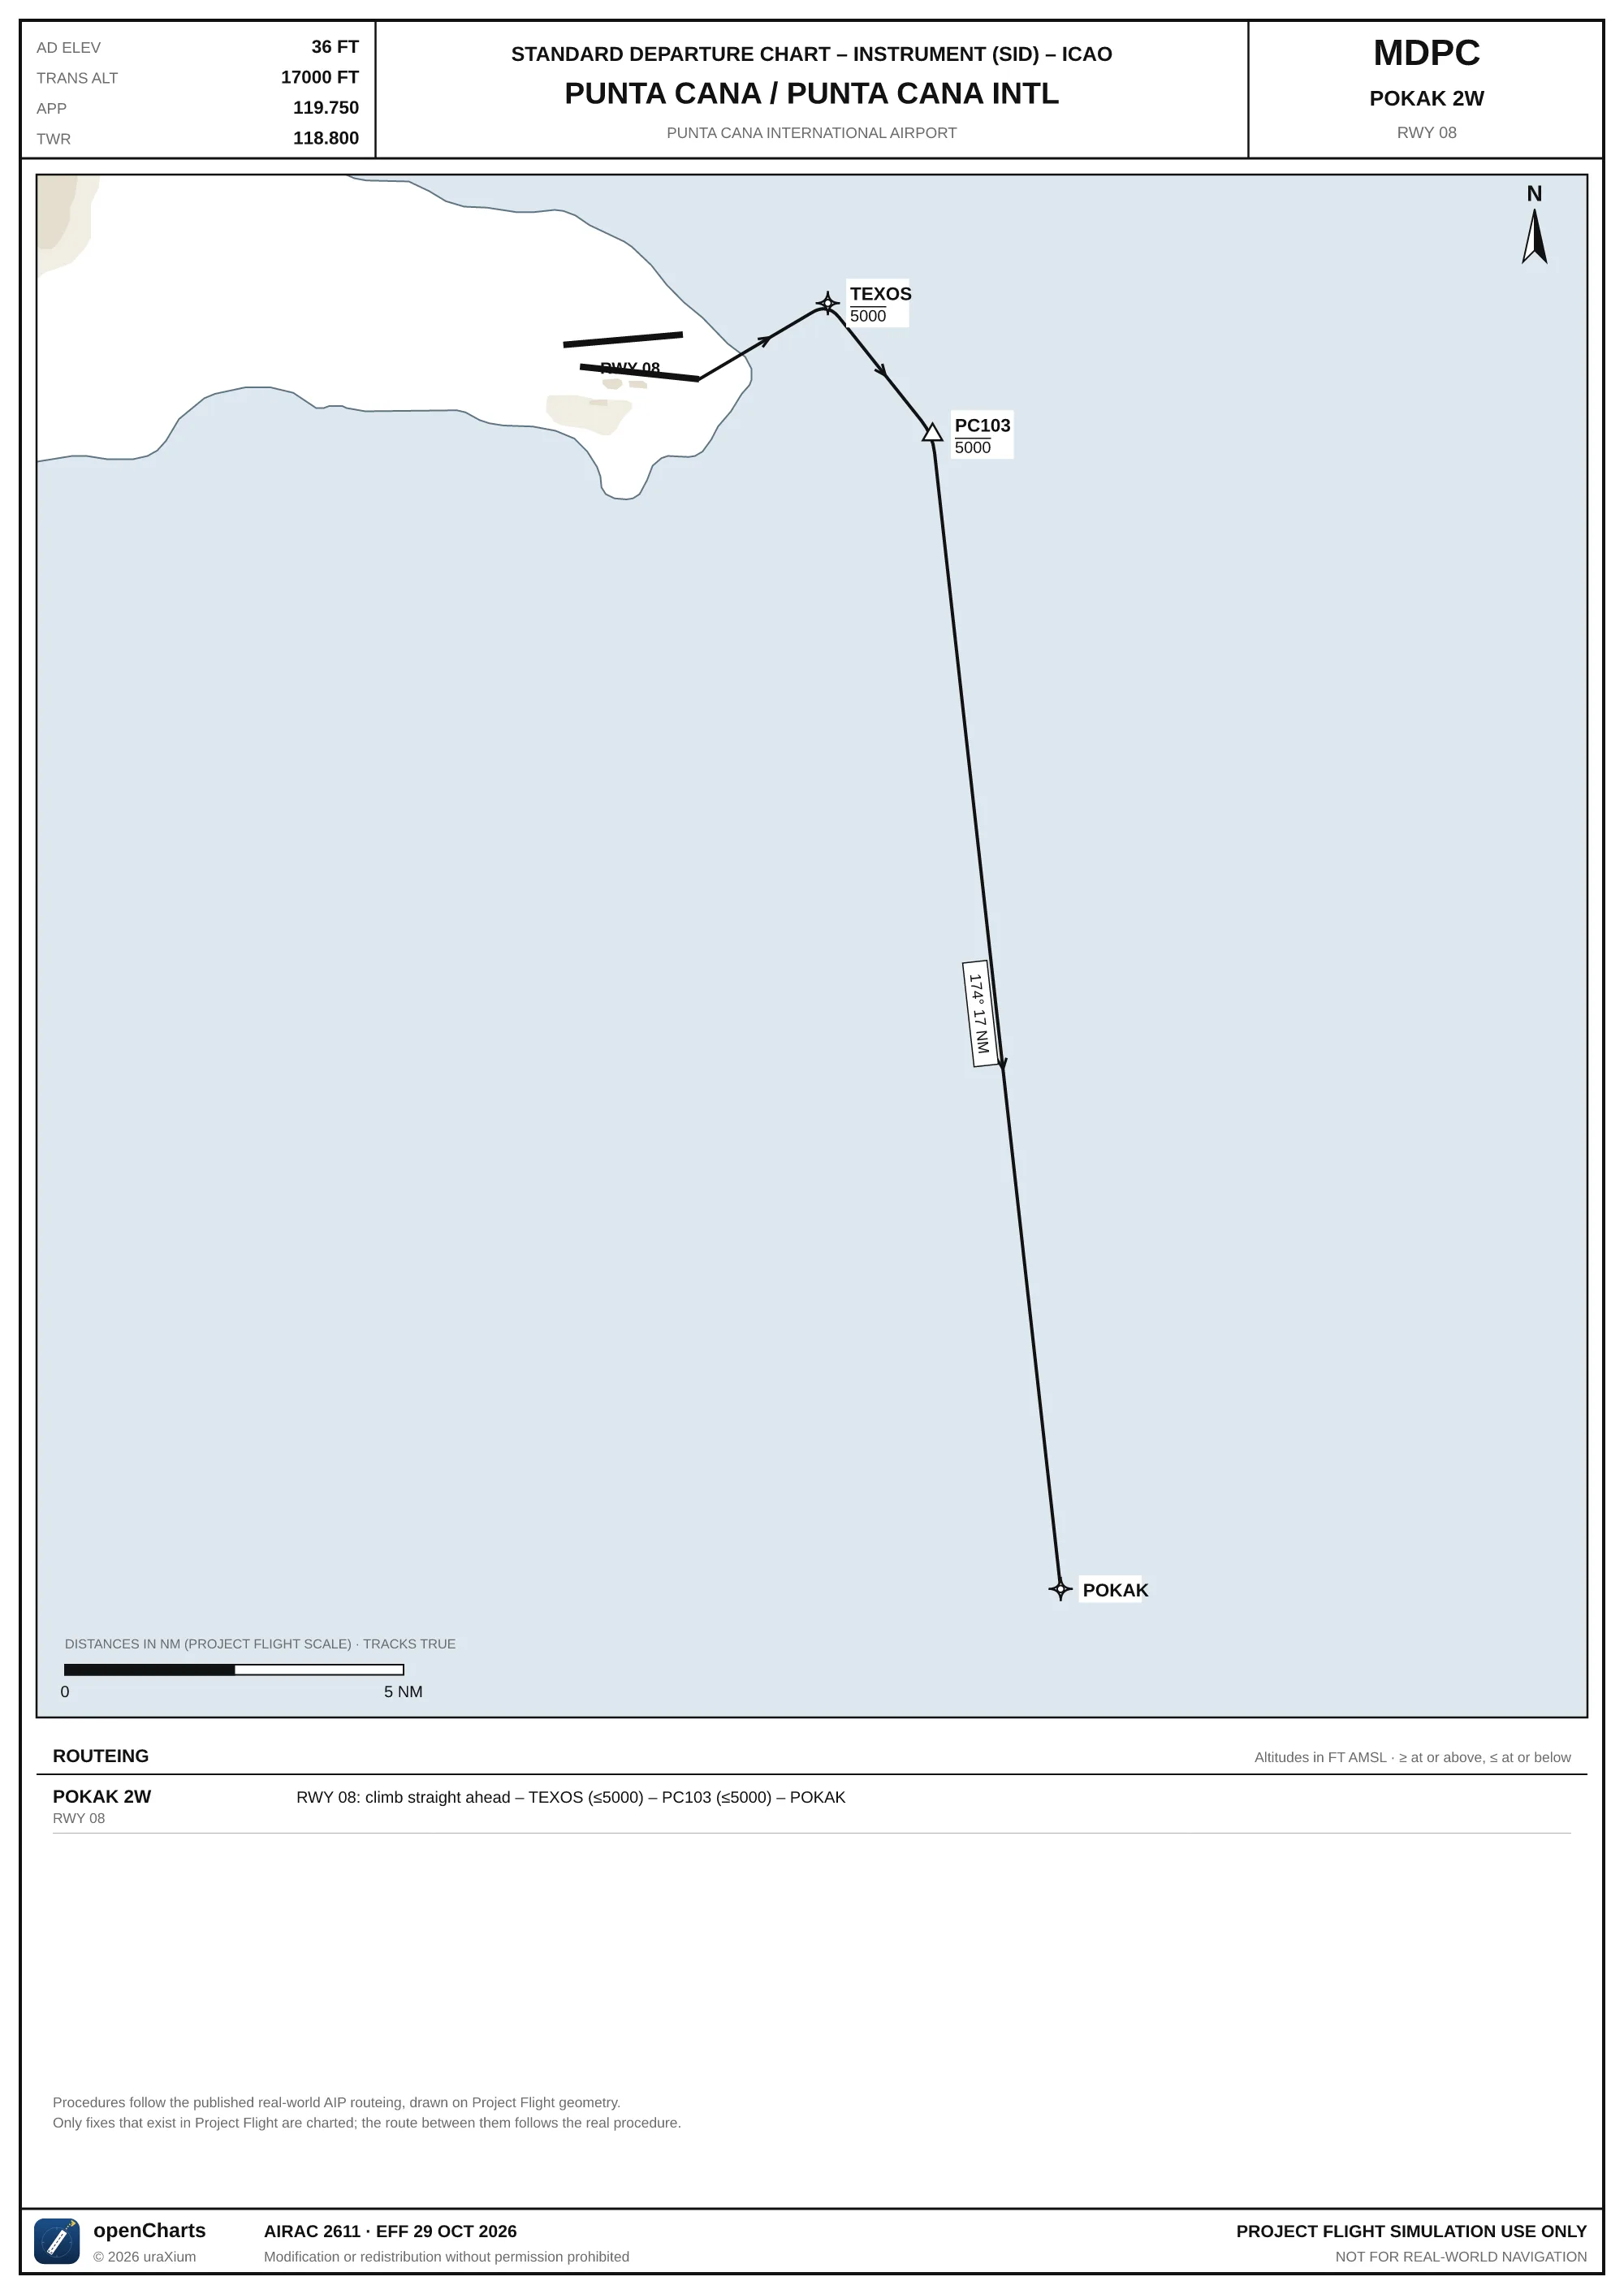 AD ELEV 36 FT
TRANS ALT 17000 FT
APP 119.750
TWR 118.800
STANDARD DEPARTURE CHART – INSTRUMENT (SID) – ICAO
PUNTA CANA / PUNTA CANA INTL
PUNTA CANA INTERNATIONAL AIRPORT
MDPC
POKAK 2W
RWY 08
N
TEXOS
5000
RWY 08
PC103
5000
174° 17 NM
POKAK
DISTANCES IN NM (PROJECT FLIGHT SCALE) · TRACKS TRUE
0 5 NM
ROUTEING
Altitudes in FT AMSL · ≥ at or above, ≤ at or below
POKAK 2W
RWY 08: climb straight ahead – TEXOS (≤5000) – PC103 (≤5000) – POKAK
RWY 08
Procedures follow the published real-world AIP routeing, drawn on Project Flight geometry.
Only fixes that exist in Project Flight are charted; the route between them follows the real procedure.
openCharts
© 2026 uraXium
AIRAC 2611 · EFF 29 OCT 2026
Modification or redistribution without permission prohibited
PROJECT FLIGHT SIMULATION USE ONLY
NOT FOR REAL-WORLD NAVIGATION